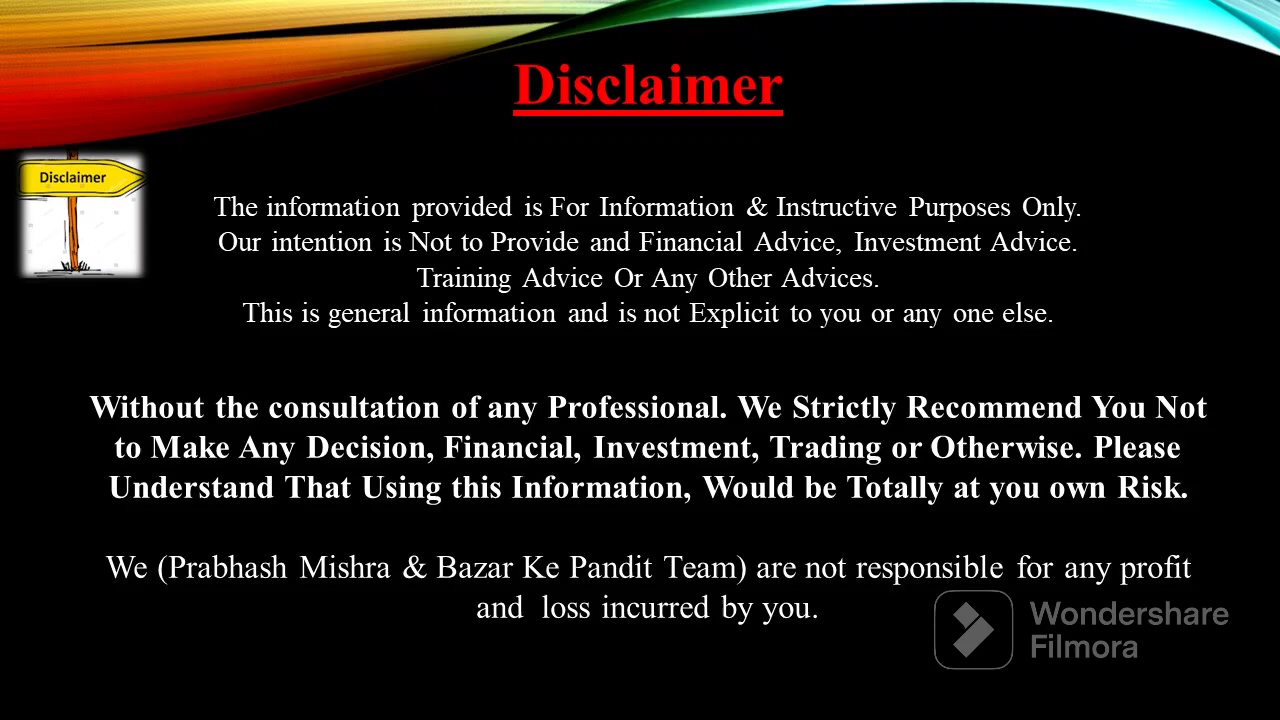 Disclaimer
Disclaimer
The information provided is For Information & Instructive Purposes Only.
Our intention is Not to Provide and Financial Advice, Investment Advice.
Training Advice Or Any Other Advices.
This is general information and is not Explicit to you or any one else.
Without the consultation of any Professional. We Strictly Recommend You Not
to Make Any Decision, Financial, Investment, Trading or Otherwise. Please
Understand That Using this Information, Would be Totally at you own Risk.
We (Prabhash Mishra & Bazar Ke Pandit Team) are not responsible for any profit
and loss incurred by you.
Wondershare
Filmora